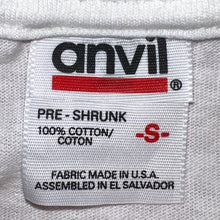 anvil
®
PRE - SHRUNK
100% COTTON/
COTON
-S-
FABRIC MADE IN U.S.A.
ASSEMBLED IN EL SALVADOR